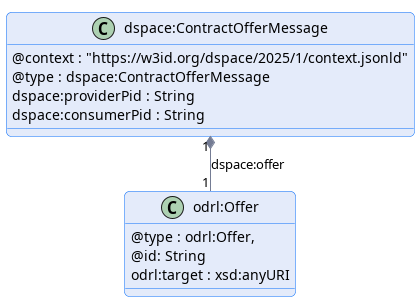 C dspace:ContractOfferMessage
@context : "https://w3id.org/dspace/2025/1/context.jsonld"
@type : dspace:ContractOfferMessage
dspace:providerPid : String
dspace:consumerPid : String
1
dspace:offer
1
C odrl:Offer
@type : odrl:Offer,
@id: String
odrl:target : xsd:anyURI